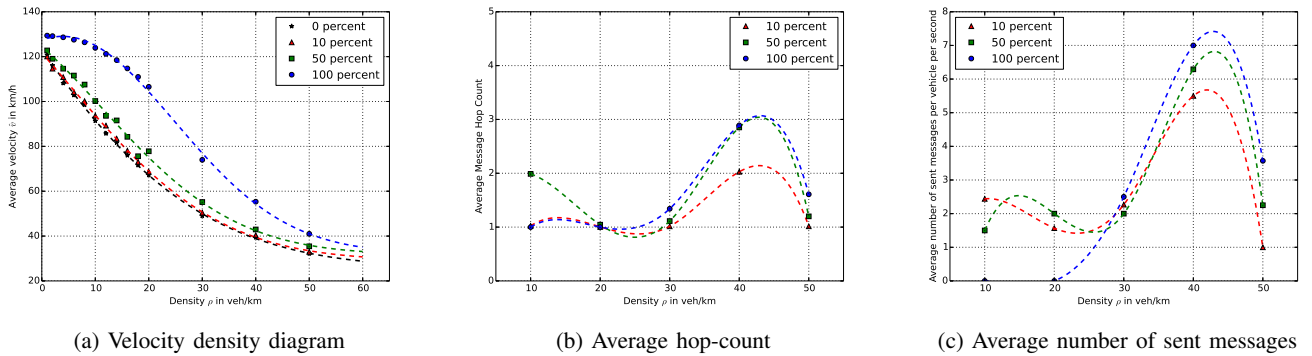 140
120
100
80
60
40
20
0
10
20
30
40
50
60
Average velocity v̄ in km/h
Density ρ in veh/km
0 percent
10 percent
50 percent
100 percent
(a) Velocity density diagram
5
4
3
2
1
0
10
20
30
40
50
Average Message Hop Count
Density ρ in veh/km
10 percent
50 percent
100 percent
(b) Average hop-count
8
7
6
5
4
3
2
1
0
10
20
30
40
50
Average number of sent messages per vehicle per second
Density ρ in veh/km
10 percent
50 percent
100 percent
(c) Average number of sent messages